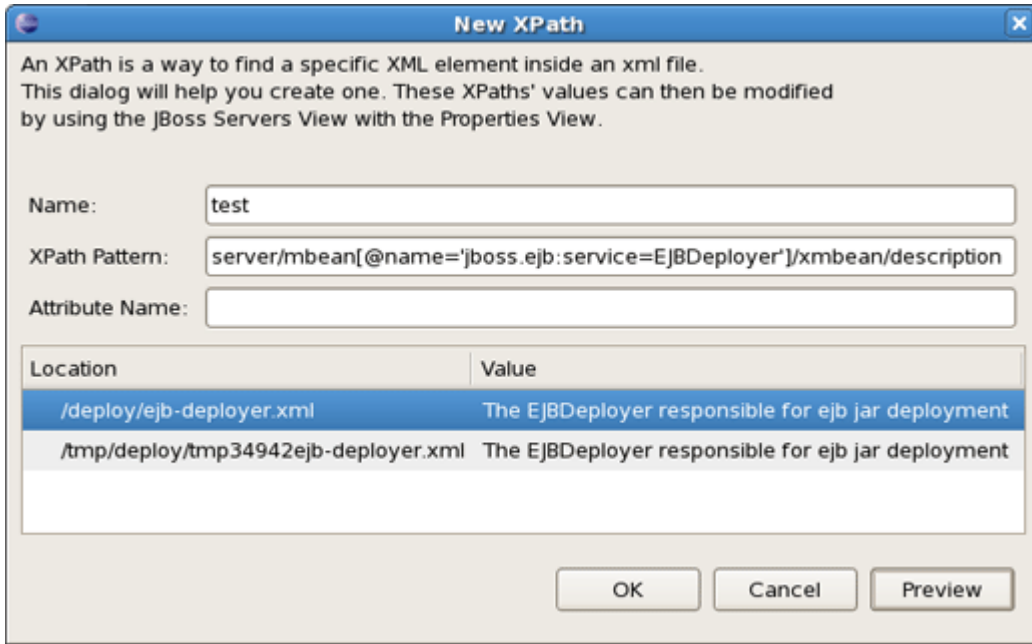 New XPath
An XPath is a way to find a specific XML element inside an xml file.
This dialog will help you create one. These XPaths' values can then be modified
by using the JBoss Servers View with the Properties View.
Name: test
XPath Pattern: server/mbean[@name='jboss.ejb:service=EJBDeployer']/xmbean/description
Attribute Name:
Location Value
/deploy/ejb-deployer.xml The EJBDeployer responsible for ejb jar deployment
/tmp/deploy/tmp34942ejb-deployer.xml The EJBDeployer responsible for ejb jar deployment
OK Cancel Preview